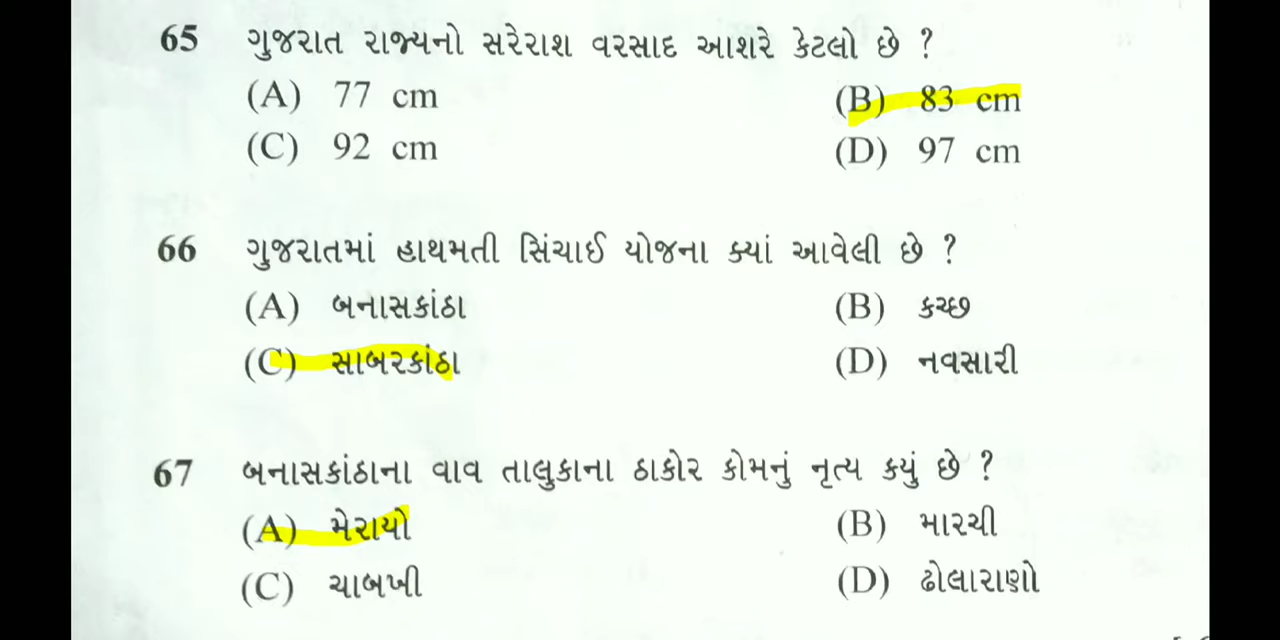 65 ગુજરાત રાજ્યનો સરેરાશ વરસાદ આશરે કેટલો છે ?
(A) 77 cm (B) 83 cm
(C) 92 cm (D) 97 cm
66 ગુજરાતમાં હાથમતી સિંચાઈ યોજના ક્યાં આવેલી છે ?
(A) બનાસકાંઠા (B) કચ્છ
(C) સાબરકાંઠા (D) નવસારી
67 બનાસકાંઠાના વાવ તાલુકાના ઠાકોર કોમનું નૃત્ય કયું છે ?
(A) મેરાયો (B) મારચી
(C) ચાબખી (D) ઢોલારાણો